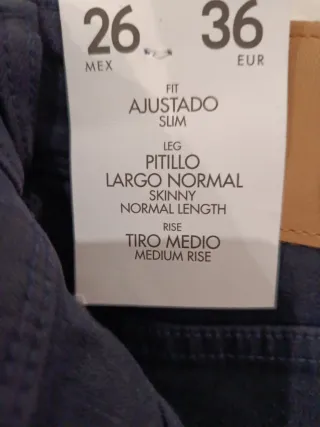 26 36
MEX EUR
FIT
AJUSTADO
SLIM
LEG
PITILLO
LARGO NORMAL
SKINNY
NORMAL LENGTH
RISE
TIRO MEDIO
MEDIUM RISE